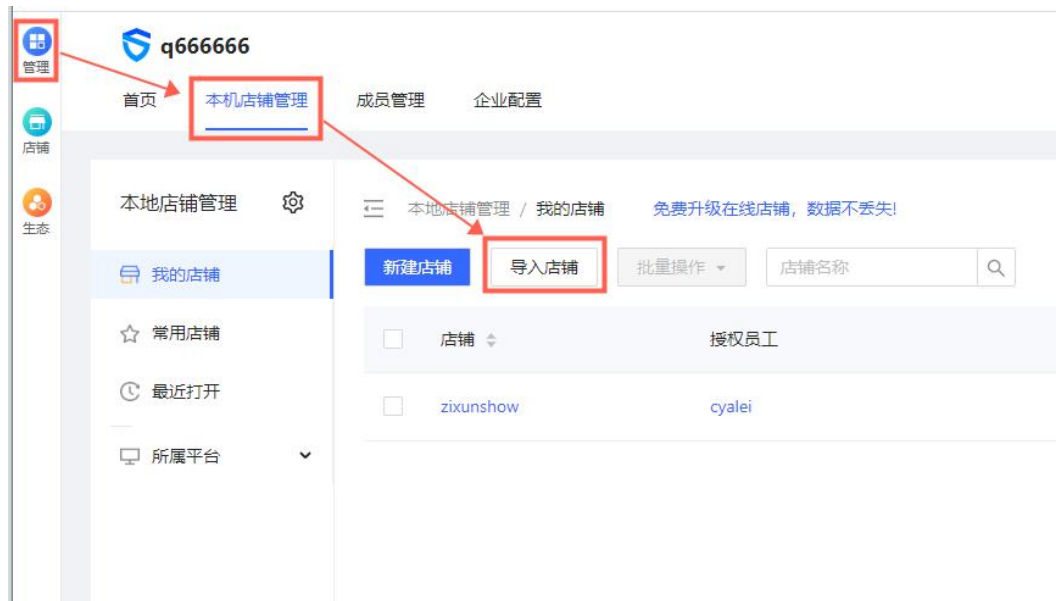 管理
店铺
生态
q666666
首页 本机店铺管理 成员管理 企业配置
本地店铺管理
我的店铺
常用店铺
最近打开
所属平台
本地店铺管理 / 我的店铺 免费升级在线店铺，数据不丢失!
新建店铺 导入店铺 批量操作 店铺名称
店铺 授权员工
zixunshow cyalei